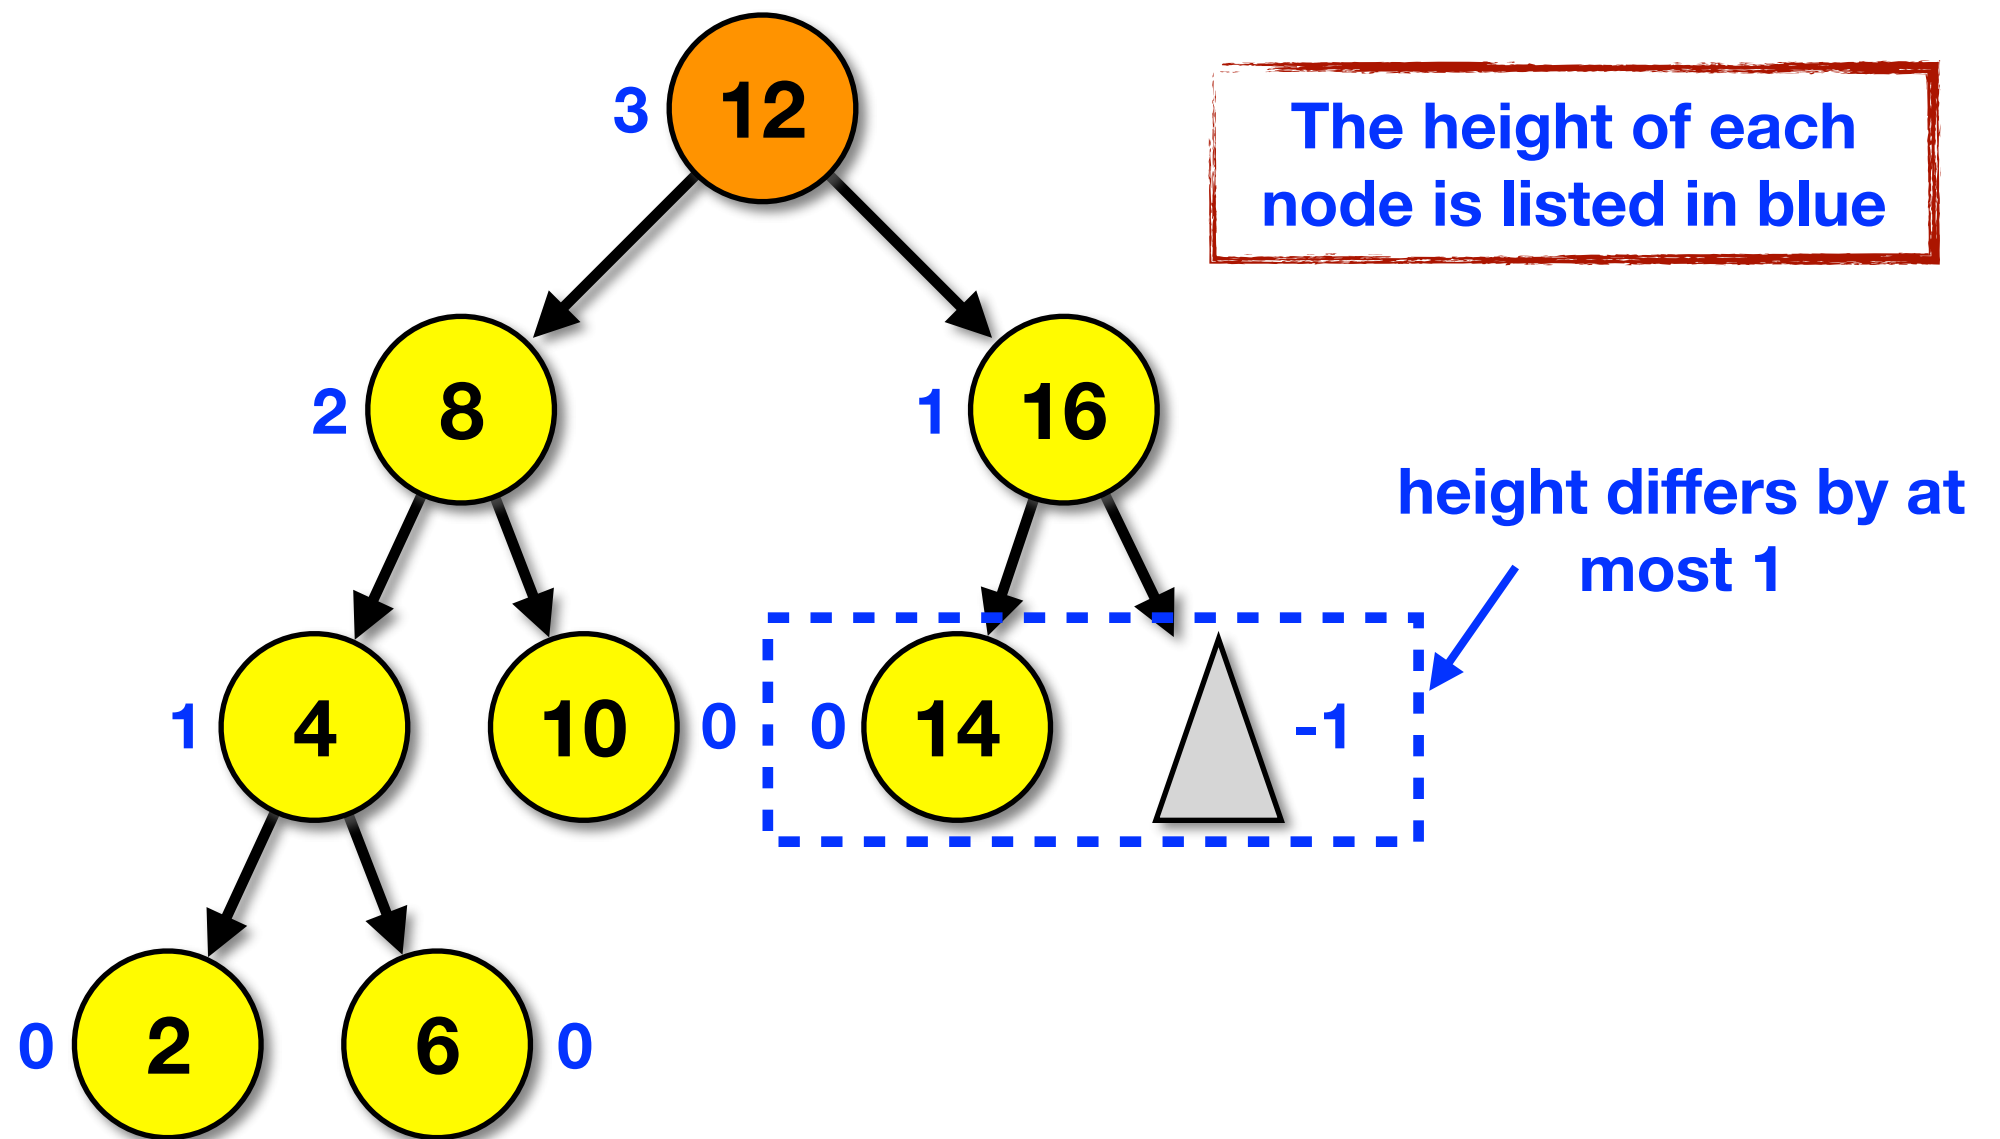 3 12
The height of each
node is listed in blue
2 8 1 16
height differs by at
most 1
1 4 10 0 0 14 -1
0 2 6 0